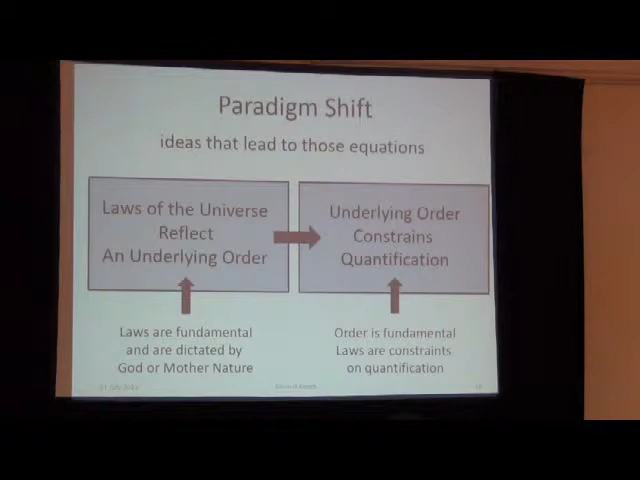 Paradigm Shift
ideas that lead to those equations
Laws of the Universe
Reflect
An Underlying Order
Underlying Order
Constrains
Quantification
Laws are fundamental
and are dictated by
God or Mother Nature
Order is fundamental
Laws are constraints
on quantification